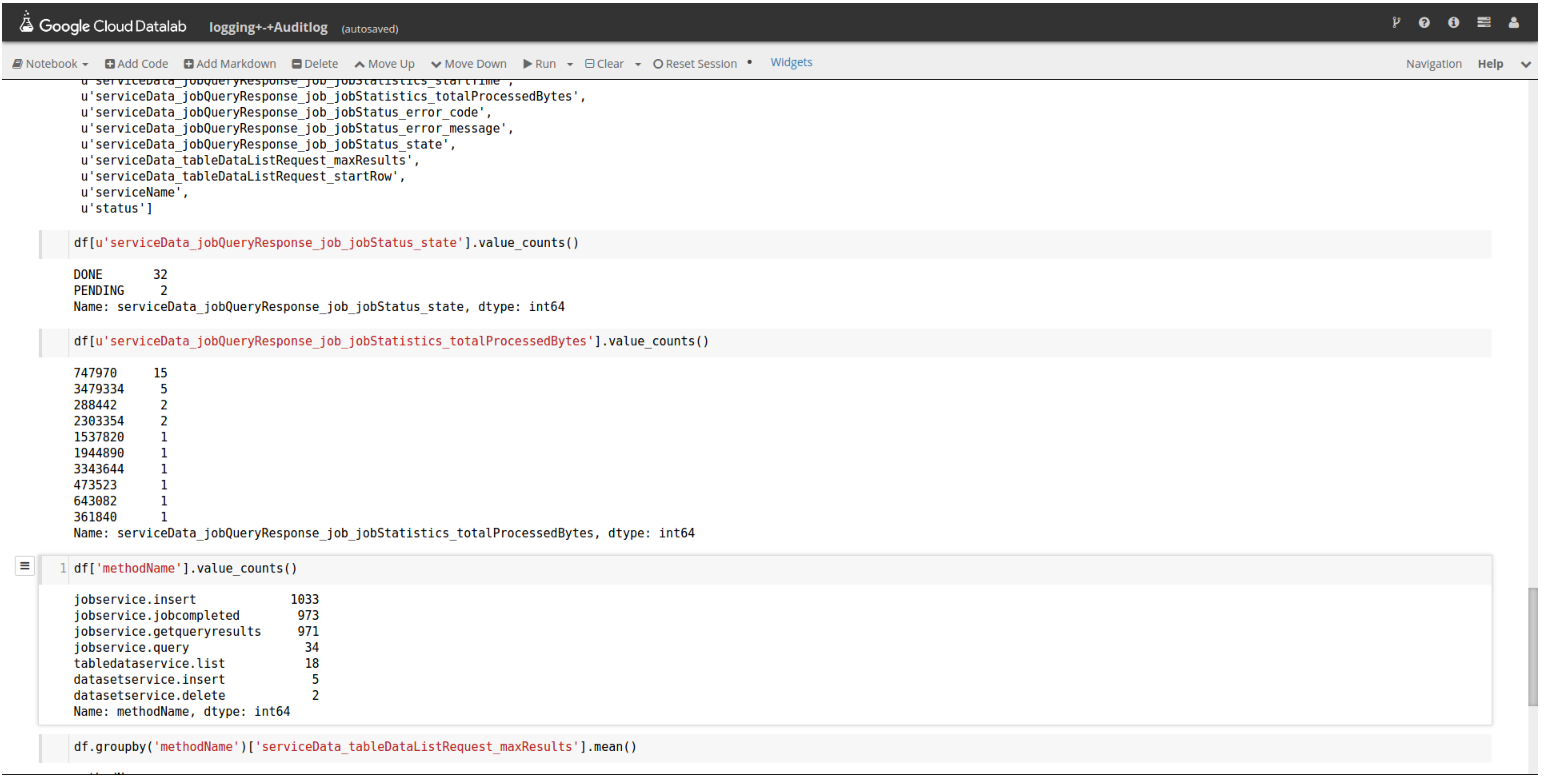 Google Cloud Datalab logging+-+Auditlog (autosaved)
Notebook Add Code Add Markdown Delete Move Up Move Down Run Clear Reset Session Widgets Navigation Help
u'serviceData_jobQueryResponse_job_jobStatistics_startTime',
u'serviceData_jobQueryResponse_job_jobStatistics_totalProcessedBytes',
u'serviceData_jobQueryResponse_job_jobStatus_error_code',
u'serviceData_jobQueryResponse_job_jobStatus_error_message',
u'serviceData_jobQueryResponse_job_jobStatus_state',
u'serviceData_tableDataListRequest_maxResults',
u'serviceData_tableDataListRequest_startRow',
u'serviceName',
u'status']
df[u'serviceData_jobQueryResponse_job_jobStatus_state'].value_counts()
DONE 32
PENDING 2
Name: serviceData_jobQueryResponse_job_jobStatus_state, dtype: int64
df[u'serviceData_jobQueryResponse_job_jobStatistics_totalProcessedBytes'].value_counts()
747970 15
3479334 5
288442 2
2303354 2
1537820 1
1944890 1
3343644 1
473523 1
643082 1
361840 1
Name: serviceData_jobQueryResponse_job_jobStatistics_totalProcessedBytes, dtype: int64
1 df['methodName'].value_counts()
jobservice.insert 1033
jobservice.jobcompleted 973
jobservice.getqueryresults 971
jobservice.query 34
tabledataservice.list 18
datasetservice.insert 5
datasetservice.delete 2
Name: methodName, dtype: int64
df.groupby('methodName')['serviceData_tableDataListRequest_maxResults'].mean()